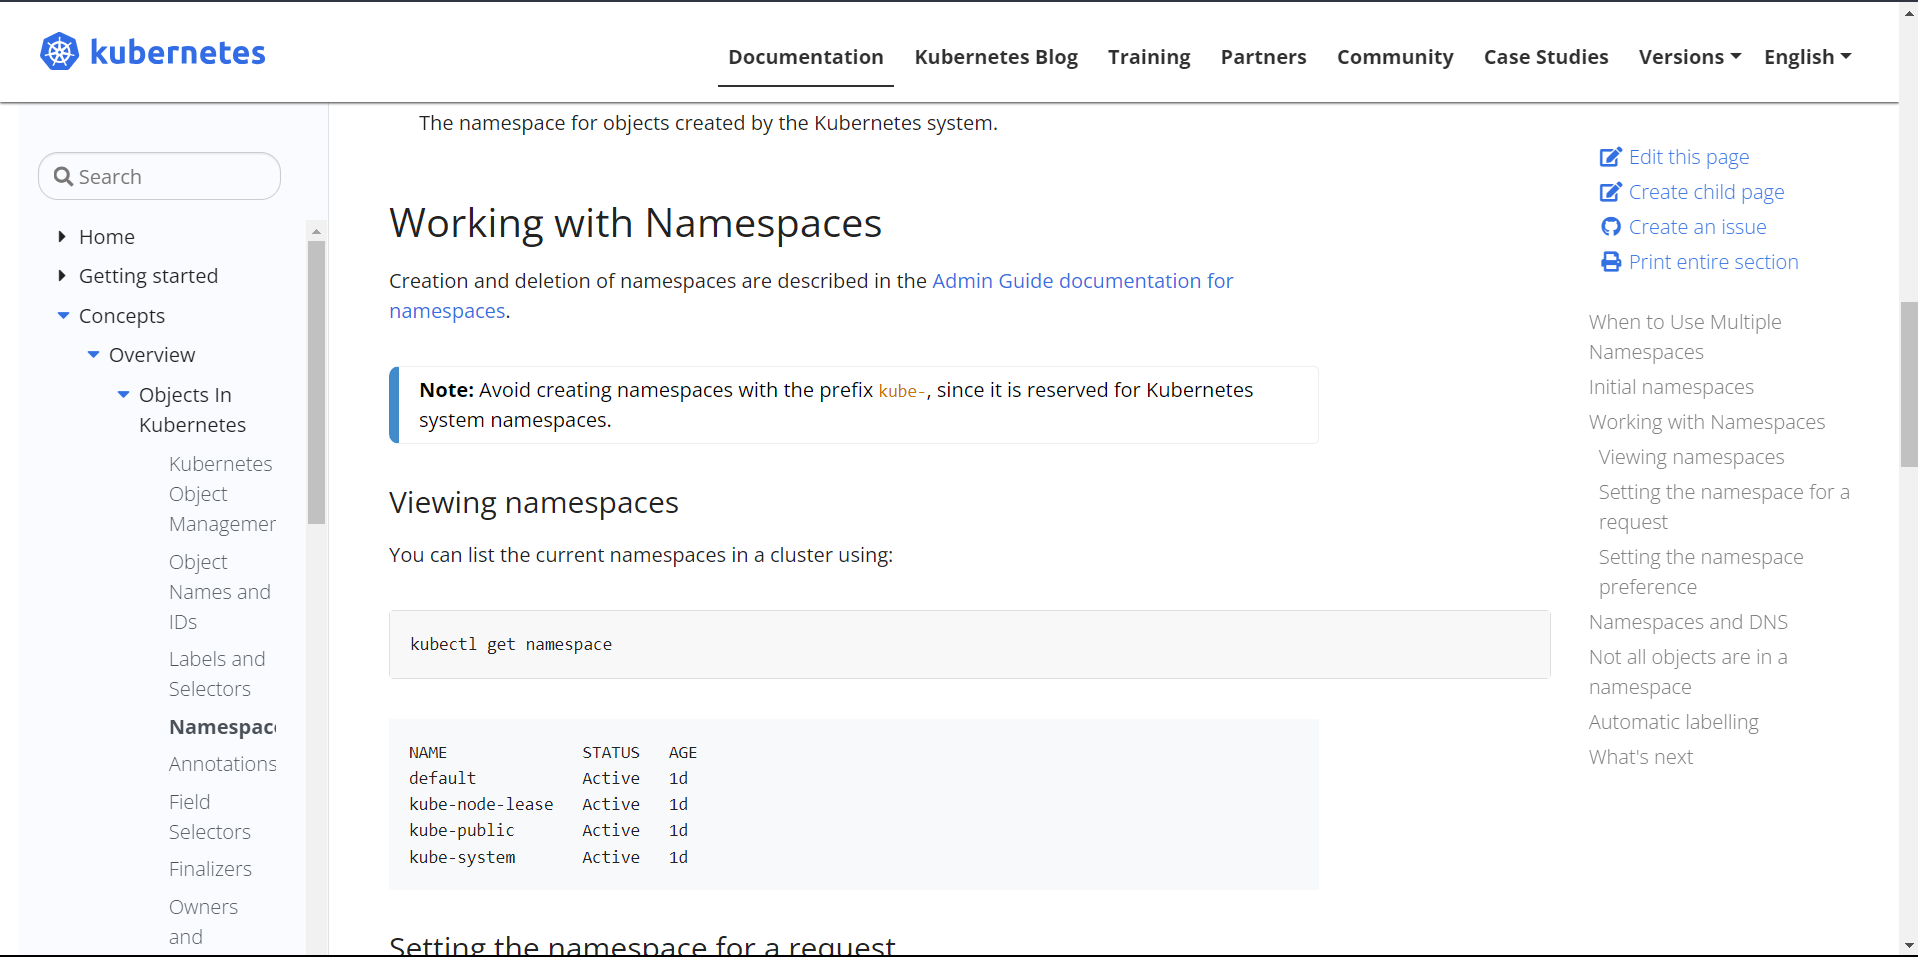 kubernetes
Documentation Kubernetes Blog Training Partners Community Case Studies Versions English
Search
Home
Getting started
Concepts
Overview
Objects In
Kubernetes
Kubernetes
Object
Managemer
Object
Names and
IDs
Labels and
Selectors
Namespac
Annotations
Field
Selectors
Finalizers
Owners
and
The namespace for objects created by the Kubernetes system.
Working with Namespaces
Creation and deletion of namespaces are described in the Admin Guide documentation for
namespaces.
Note: Avoid creating namespaces with the prefix kube-, since it is reserved for Kubernetes
system namespaces.
Viewing namespaces
You can list the current namespaces in a cluster using:
kubectl get namespace
NAME STATUS AGE
default Active 1d
kube-node-lease Active 1d
kube-public Active 1d
kube-system Active 1d
Setting the namespace for a request
Edit this page
Create child page
Create an issue
Print entire section
When to Use Multiple
Namespaces
Initial namespaces
Working with Namespaces
Viewing namespaces
Setting the namespace for a
request
Setting the namespace
preference
Namespaces and DNS
Not all objects are in a
namespace
Automatic labelling
What's next